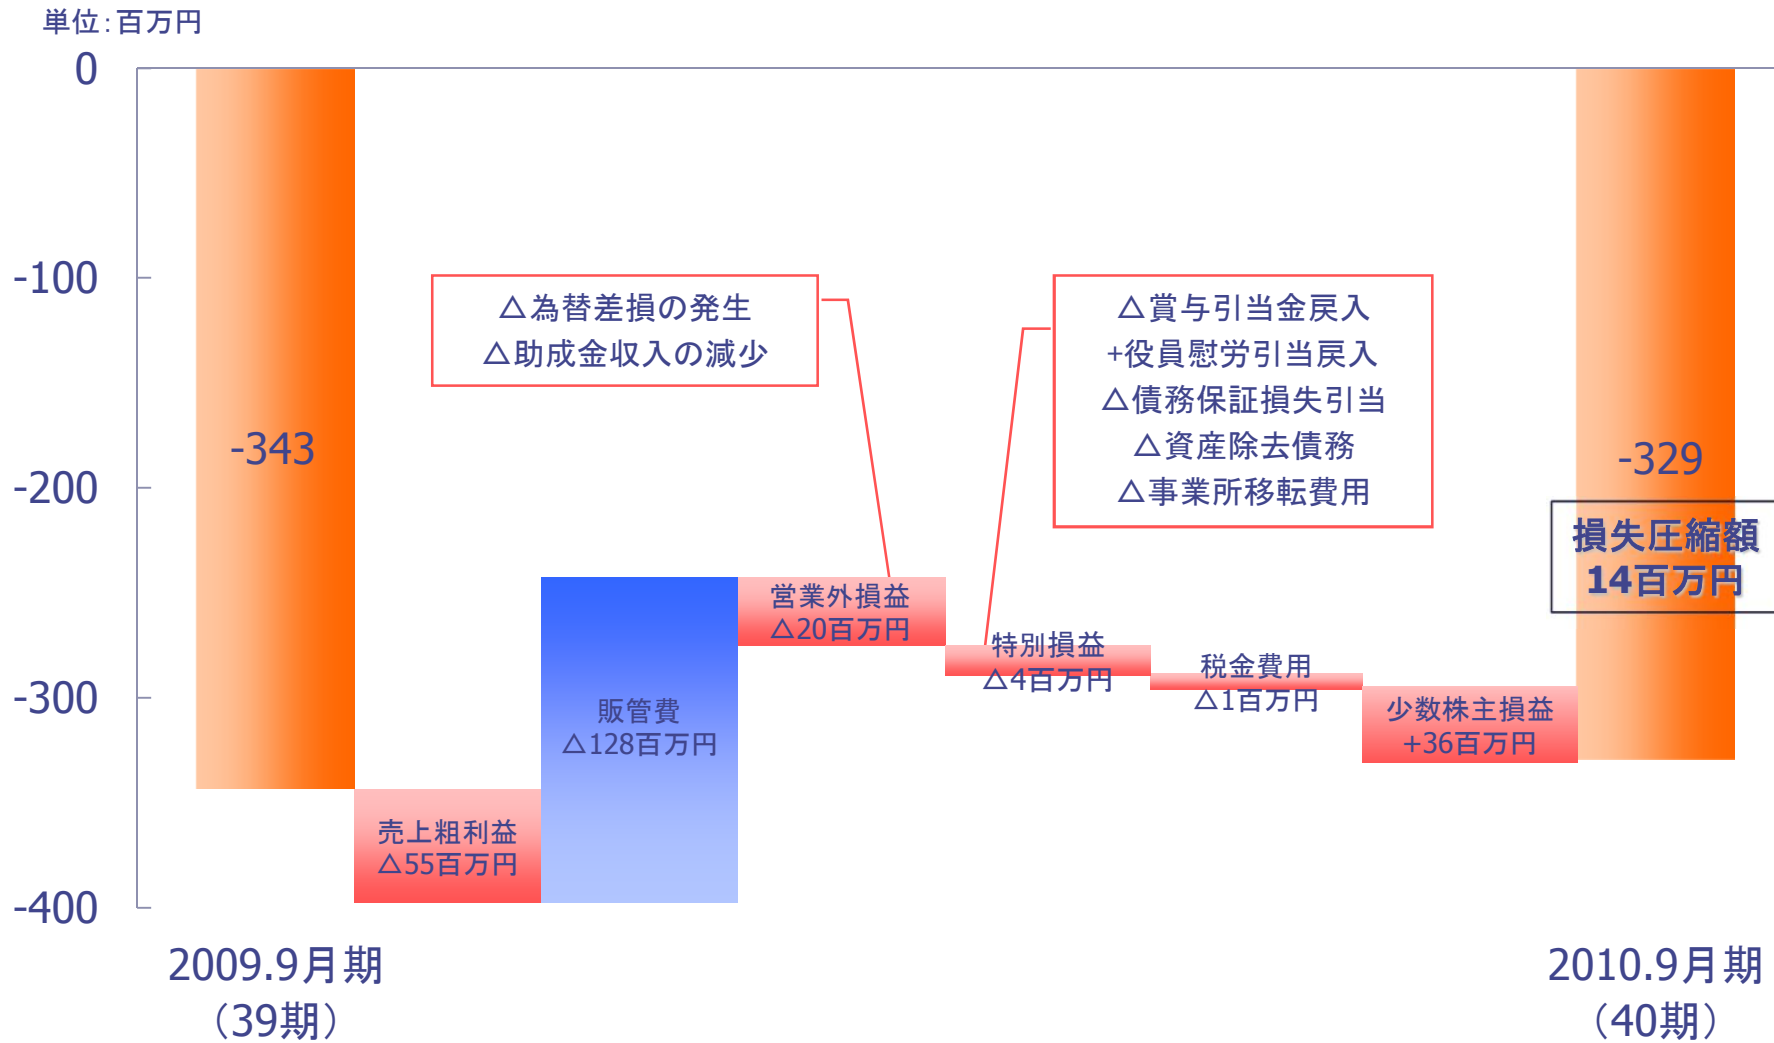 単位:百万円
0
-100
-200
-300
-400
-343
△為替差損の発生
△助成金収入の減少
△賞与引当金戻入
+役員慰労引当戻入
△債務保証損失引当
△資産除去債務
△事業所移転費用
-329
損失圧縮額
14百万円
売上粗利益
△55百万円
販管費
△128百万円
営業外損益
△20百万円
特別損益
△4百万円
税金費用
△1百万円
少数株主損益
+36百万円
2009.9月期
（39期）
2010.9月期
（40期）